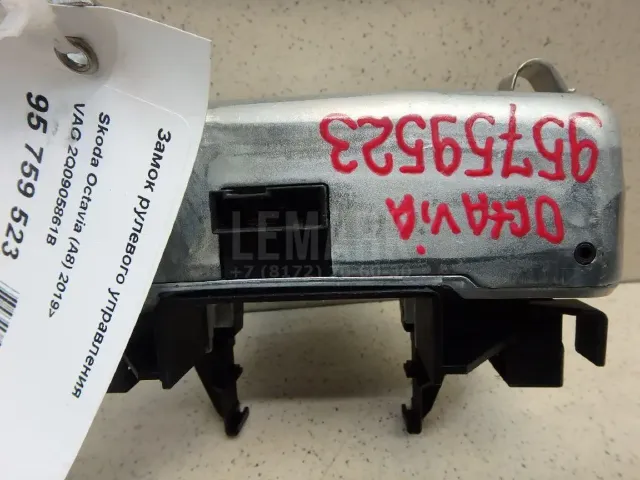 Замок рулевого управления
Skoda Octavia (A8) 2019>
VAG 2Q0905861B
95 759 523
95759523
OCTAViA